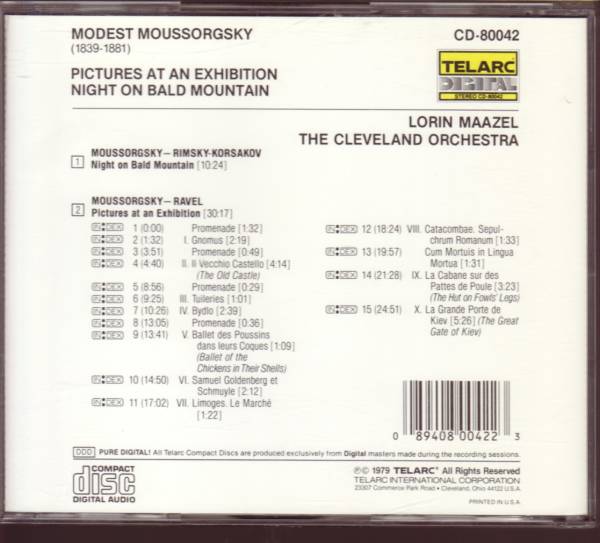 MODEST MOUSSORGSKY
(1839-1881)
CD-80042
PICTURES AT AN EXHIBITION
NIGHT ON BALD MOUNTAIN
TELARC
DIGITAL
STEREO CD-80042
LORIN MAAZEL
THE CLEVELAND ORCHESTRA
1 MOUSSORGSKY—RIMSKY-KORSAKOV
Night on Bald Mountain [10:24]
2 MOUSSORGSKY—RAVEL
Pictures at an Exhibition [30:17]
INDEX 1 (0:00) Promenade [1:32]
INDEX 2 (1:32) I. Gnomus [2:19]
INDEX 3 (3:51) Promenade [0:49]
INDEX 4 (4:40) II. Il Vecchio Castello [4:14]
(The Old Castle)
INDEX 5 (8:56) Promenade [0:29]
INDEX 6 (9:25) III. Tuileries [1:01]
INDEX 7 (10:26) IV. Bydlo [2:39]
INDEX 8 (13:05) Promenade [0:36]
INDEX 9 (13:41) V. Ballet des Poussins
dans leurs Coques [1:09]
(Ballet of the
Chickens in Their Shells)
INDEX 10 (14:50) VI. Samuel Goldenberg et
Schmuyle [2:12]
INDEX 11 (17:02) VII. Limoges. Le Marché
[1:22]
INDEX 12 (18:24) VIII. Catacombae. Sepul-
chrum Romanum [1:33]
INDEX 13 (19:57) Cum Mortuis in Lingua
Mortua [1:31]
INDEX 14 (21:28) IX. La Cabane sur des
Pattes de Poule [3:23]
(The Hut on Fowls' Legs)
INDEX 15 (24:51) X. La Grande Porte de
Kiev [5:26] (The Great
Gate of Kiev)
0 89408 00422 3
DDD PURE DIGITAL! All Telarc Compact Discs are produced exclusively from Digital masters made during the recording sessions.
COMPACT
disc
DIGITAL AUDIO
℗© 1979 TELARC® All Rights Reserved
TELARC INTERNATIONAL CORPORATION
23307 Commerce Park Road • Cleveland, Ohio 44122 U.S.A.
PRINTED IN U.S.A.